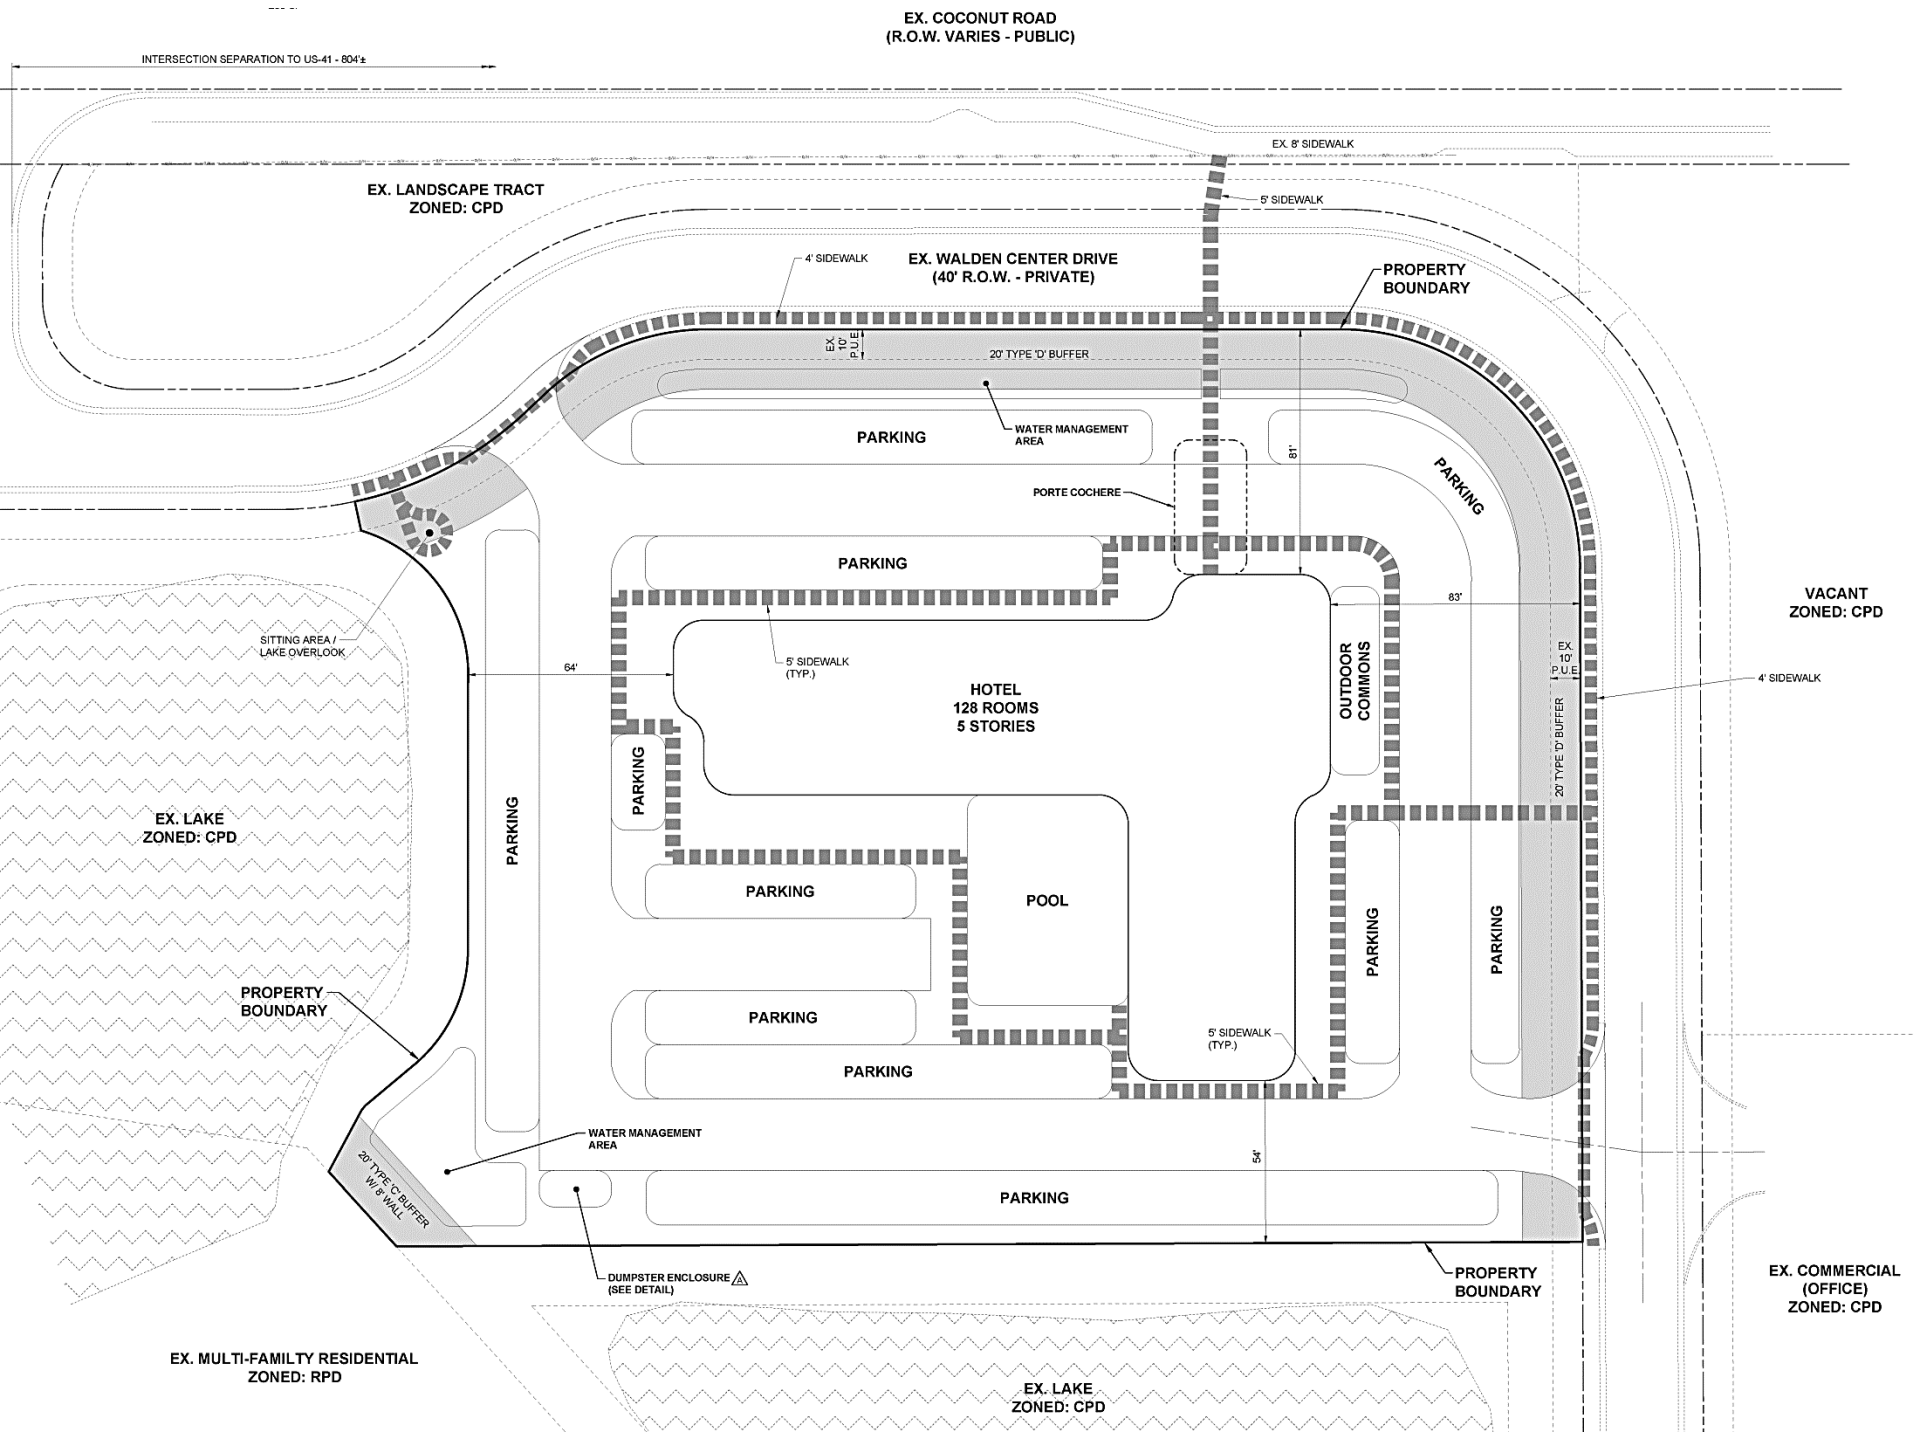 EX. COCONUT ROAD
(R.O.W. VARIES - PUBLIC)
INTERSECTION SEPARATION TO US-41 - 804'±
EX. 8' SIDEWALK
EX. LANDSCAPE TRACT
ZONED: CPD
5' SIDEWALK
4' SIDEWALK
EX. WALDEN CENTER DRIVE
(40' R.O.W. - PRIVATE)
PROPERTY
BOUNDARY
EX.
10'
P.U.E.
20' TYPE 'D' BUFFER
WATER MANAGEMENT
AREA
PARKING
81'
PARKING
PORTE COCHERE
PARKING
83'
VACANT
ZONED: CPD
SITTING AREA /
LAKE OVERLOOK
64'
5' SIDEWALK
(TYP.)
HOTEL
128 ROOMS
5 STORIES
OUTDOOR
COMMONS
EX.
10'
P.U.E.
4' SIDEWALK
20' TYPE 'D' BUFFER
PARKING
PARKING
EX. LAKE
ZONED: CPD
PARKING
POOL
PARKING
PARKING
PROPERTY
BOUNDARY
PARKING
5' SIDEWALK
(TYP.)
PARKING
WATER MANAGEMENT
AREA
54'
20' TYPE 'C' BUFFER
W/ 8' WALL
PARKING
DUMPSTER ENCLOSURE A
(SEE DETAIL)
PROPERTY
BOUNDARY
EX. COMMERCIAL
(OFFICE)
ZONED: CPD
EX. MULTI-FAMILTY RESIDENTIAL
ZONED: RPD
EX. LAKE
ZONED: CPD